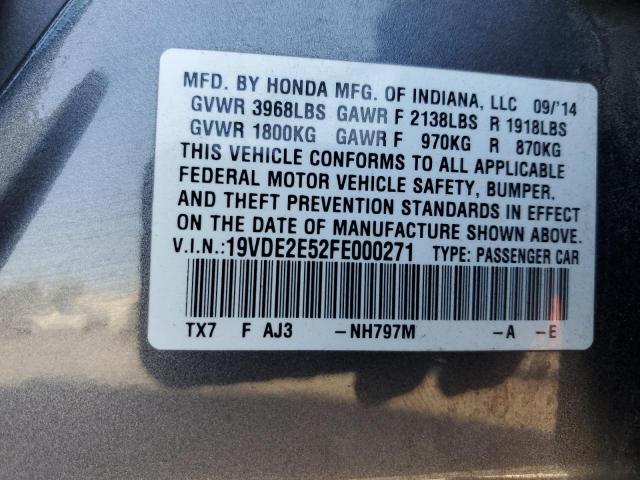 MFD. BY HONDA MFG. OF INDIANA, LLC 09/'14
GVWR 3968LBS GAWR F 2138LBS R 1918LBS
GVWR 1800KG GAWR F 970KG R 870KG
THIS VEHICLE CONFORMS TO ALL APPLICABLE
FEDERAL MOTOR VEHICLE SAFETY, BUMPER,
AND THEFT PREVENTION STANDARDS IN EFFECT
ON THE DATE OF MANUFACTURE SHOWN ABOVE.
V.I.N.:19VDE2E52FE000271 TYPE: PASSENGER CAR
TX7 F AJ3 -NH797M -A -E